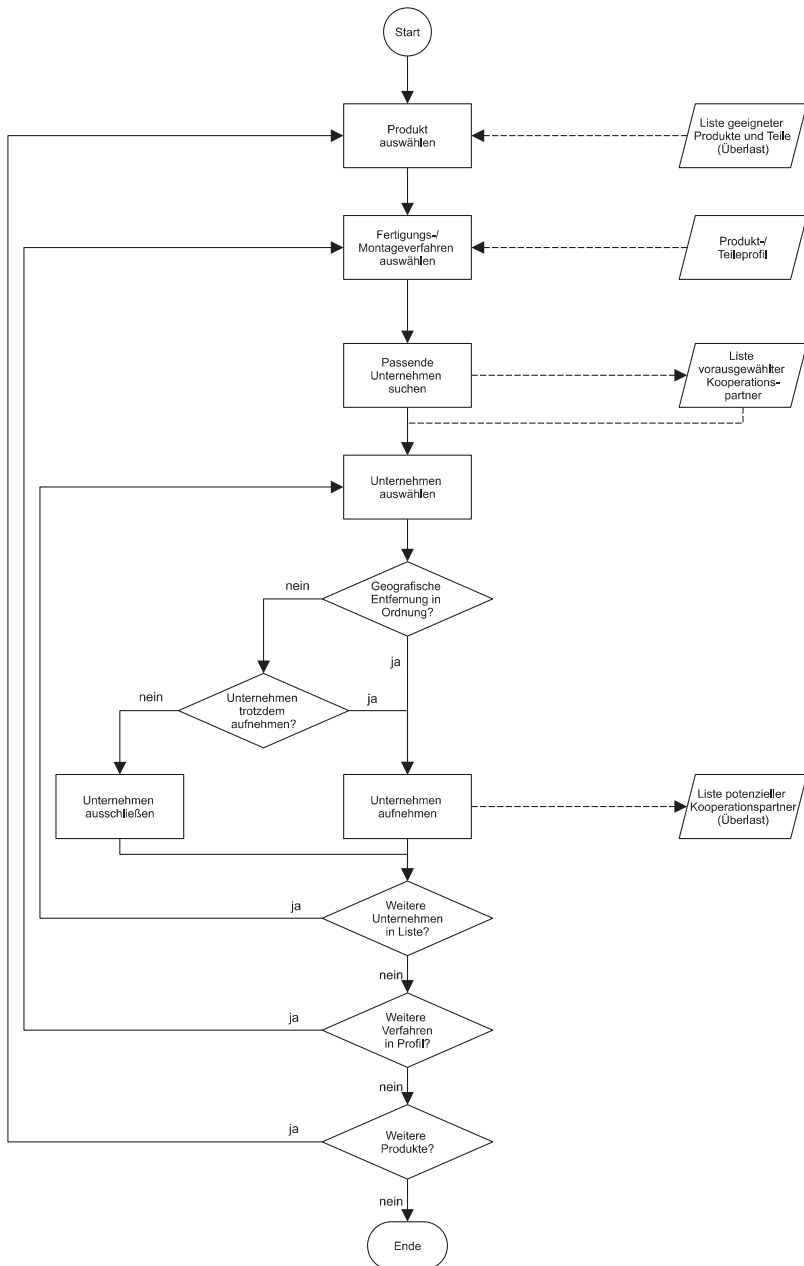 Start
Produkt
auswählen
Liste geeigneter
Produkte und Teile
(Überlast)
Fertigungs-/
Montageverfahren
auswählen
Produkt-/
Teileprofil
Passende
Unternehmen
suchen
Liste
vorausgewählter
Kooperations-
partner
Unternehmen
auswählen
nein
Geografische
Entfernung in
Ordnung?
ja
nein
Unternehmen
trotzdem
aufnehmen?
ja
Unternehmen
ausschließen
Unternehmen
aufnehmen
Liste potenzieller
Kooperationspartner
(Überlast)
ja
Weitere
Unternehmen
in Liste?
nein
ja
Weitere
Verfahren
in Profil?
nein
ja
Weitere
Produkte?
nein
Ende